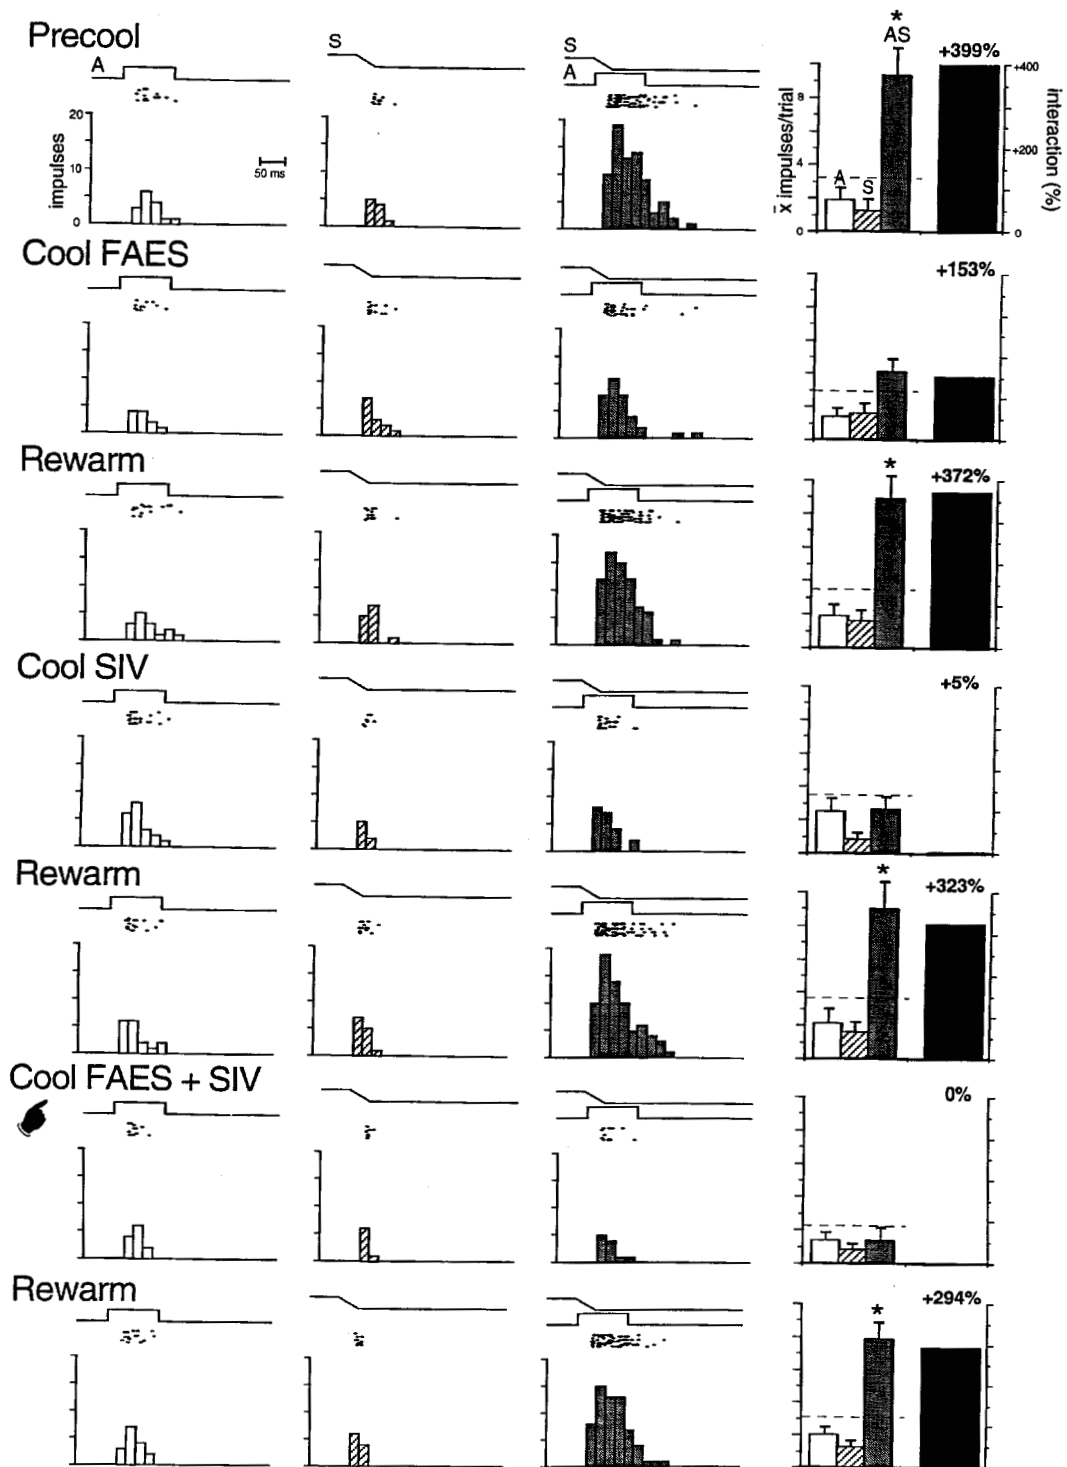 Precool
A
S
S
A
*
AS
+399%
20
10
0
impulses
50 ms
8
4
0
x̄ impulses/trial
A
S
+400
+200
0
interaction (%)
Cool FAES
+153%
Rewarm
*
+372%
Cool SIV
+5%
Rewarm
*
+323%
Cool FAES + SIV
0%
Rewarm
*
+294%